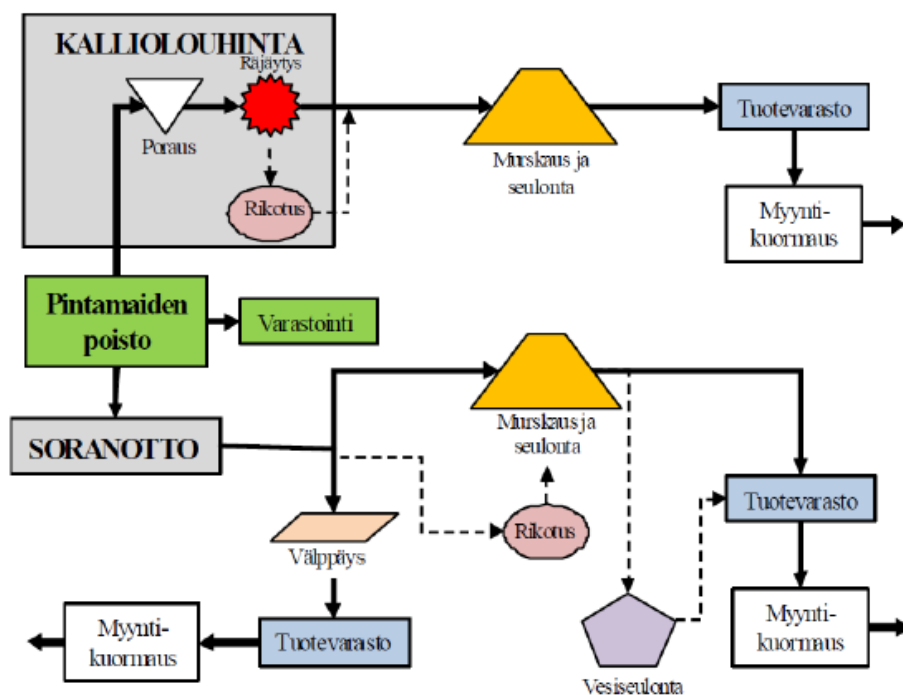 KALLIOLOUHINTA
Räjäytys
Poraus
Rikotus
Murskaus ja
seulonta
Tuotevarasto
Myynti-
kuormaus
Pintamaiden
poisto
Varastointi
SORANOTTO
Murskaus ja
seulonta
Rikotus
Välppäys
Tuotevarasto
Myynti-
kuormaus
Vesiseulonta
Tuotevarasto
Myynti-
kuormaus